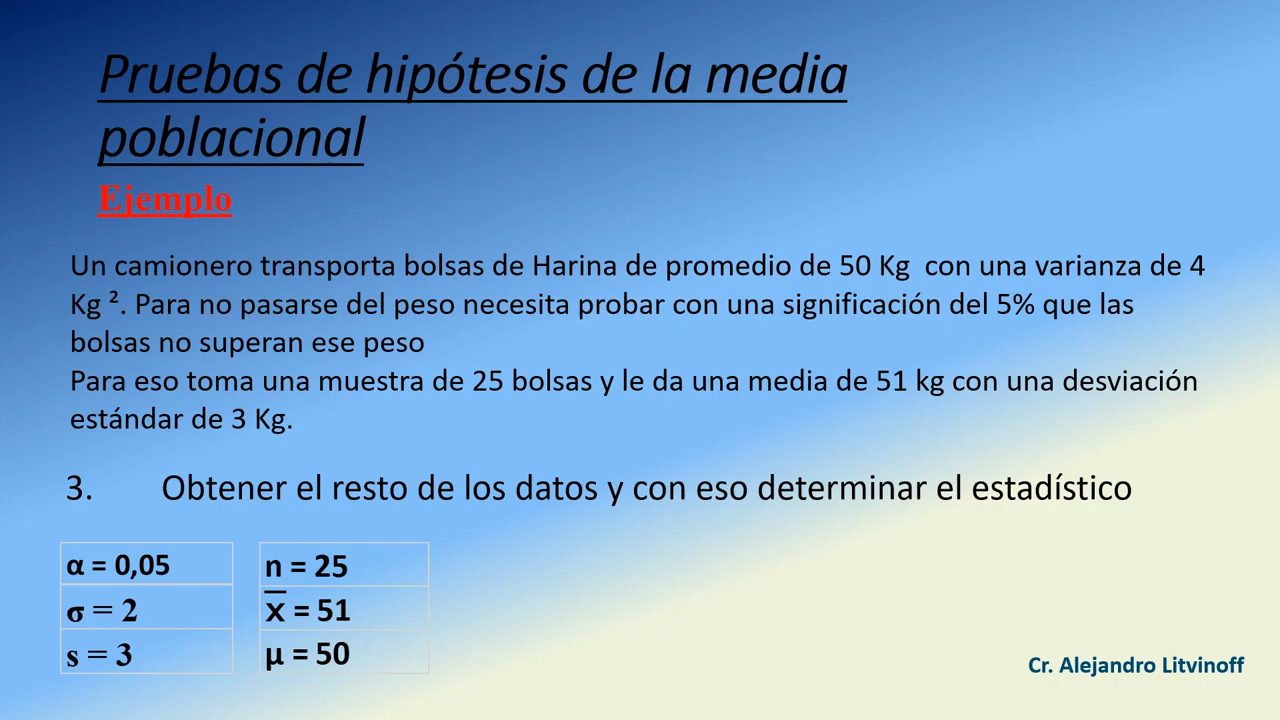 Pruebas de hipótesis de la media
poblacional
Ejemplo
Un camionero transporta bolsas de Harina de promedio de 50 Kg con una varianza de 4
Kg ². Para no pasarse del peso necesita probar con una significación del 5% que las
bolsas no superan ese peso
Para eso toma una muestra de 25 bolsas y le da una media de 51 kg con una desviación
estándar de 3 Kg.
3. Obtener el resto de los datos y con eso determinar el estadístico
α = 0,05
σ = 2
s = 3
n = 25
x̅ = 51
μ = 50
Cr. Alejandro Litvinoff